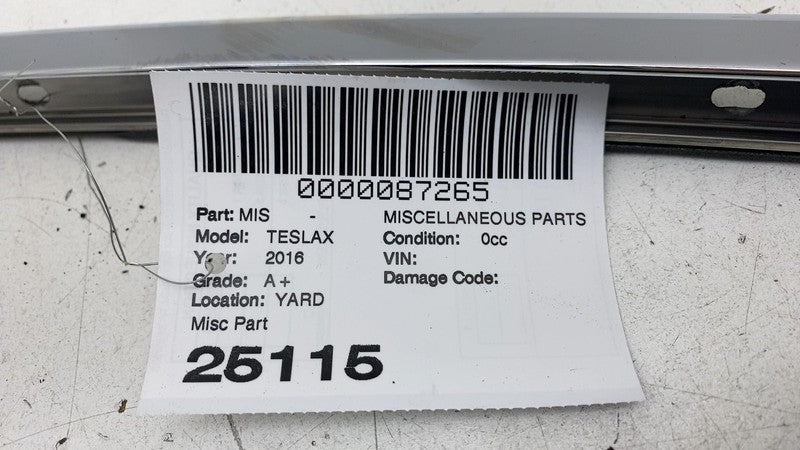 0000087265
Part: MIS - MISCELLANEOUS PARTS
Model: TESLAX Condition: 0cc
Year: 2016 VIN:
Grade: A+ Damage Code:
Location: YARD
Misc Part
25115